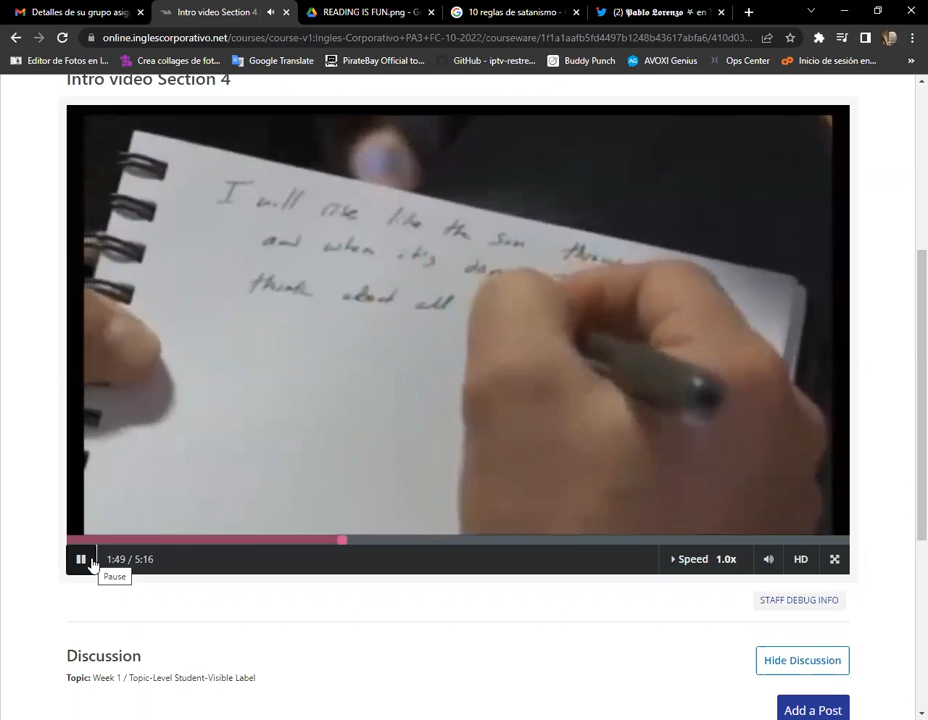 Detalles de su grupo asig
Intro video Section 4
READING IS FUN.png - G
10 reglas de satanismo -
(2) 𝕻𝖆𝖇𝖑𝖔 𝕷𝖔𝖗𝖊𝖓𝖟𝖔 ⛧ en
online.inglescorporativo.net/courses/course-v1:Ingles-Corporativo+PA3+FC-10-2022/courseware/1f1a1aafb5fd4497b1248b43617abfa6/410d03...
Editor de Fotos en lí...
Crea collages de fot...
Google Translate
PirateBay Official to...
GitHub - iptv-restre...
Buddy Punch
AVOXI Genius
Ops Center
Inicio de sesión en...
»
Intro video Section 4
I will rise like the sun
and when it's
think about all
1:49 / 5:16
Speed 1.0x
HD
Pause
STAFF DEBUG INFO
Discussion
Hide Discussion
Topic: Week 1 / Topic-Level Student-Visible Label
Add a Post